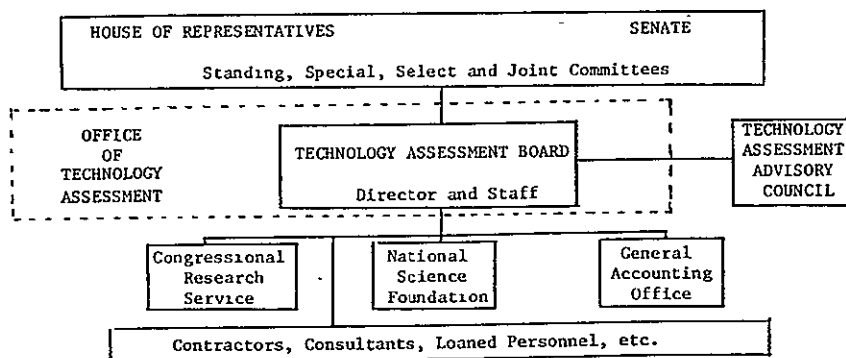 HOUSE OF REPRESENTATIVES SENATE
Standing, Special, Select and Joint Committees
OFFICE
OF
TECHNOLOGY
ASSESSMENT
TECHNOLOGY ASSESSMENT BOARD
Director and Staff
TECHNOLOGY
ASSESSMENT
ADVISORY
COUNCIL
Congressional
Research
Service
National
Science
Foundation
General
Accounting
Office
Contractors, Consultants, Loaned Personnel, etc.